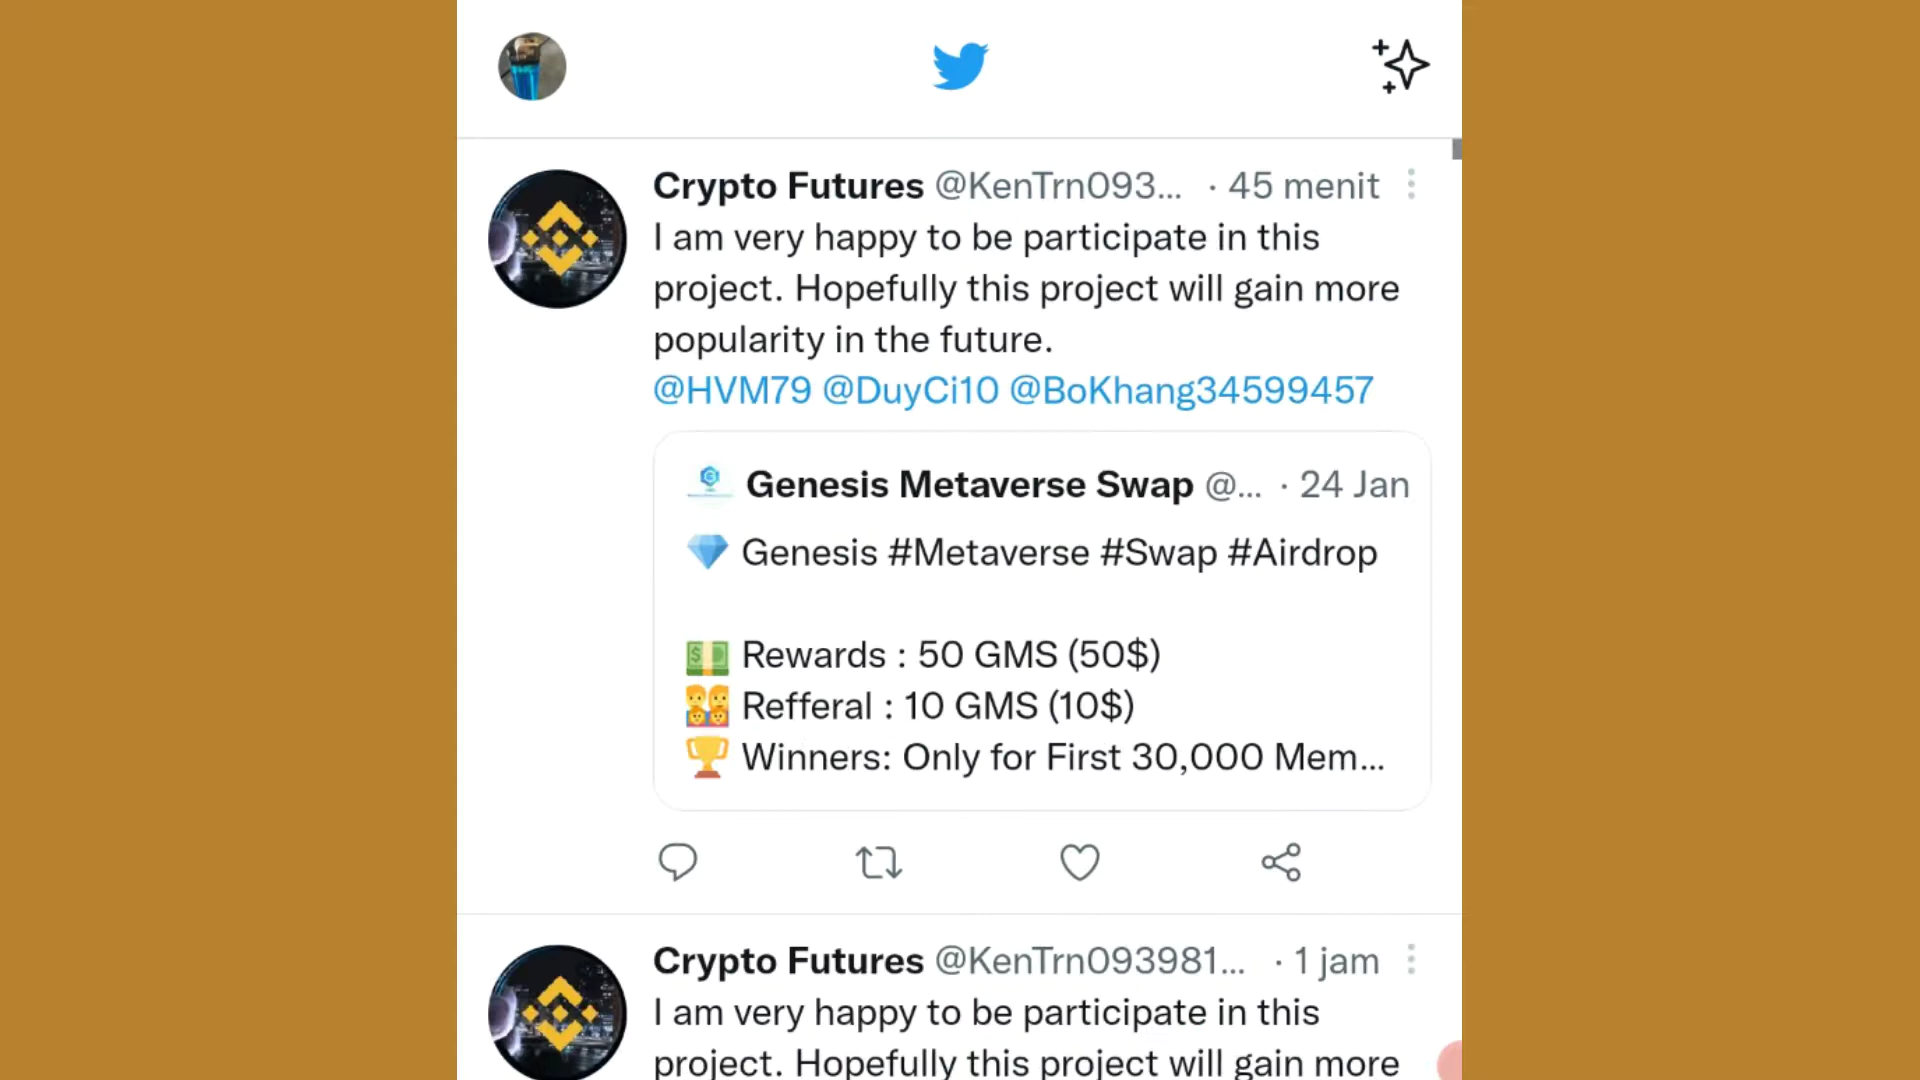 Crypto Futures @KenTrn093... · 45 menit
I am very happy to be participate in this
project. Hopefully this project will gain more
popularity in the future.
@HVM79 @DuyCi10 @BoKhang34599457
Genesis Metaverse Swap @... · 24 Jan
Genesis #Metaverse #Swap #Airdrop
Rewards : 50 GMS (50$)
Refferal : 10 GMS (10$)
Winners: Only for First 30,000 Mem...
Crypto Futures @KenTrn093981... · 1 jam
I am very happy to be participate in this
project. Hopefully this project will gain more